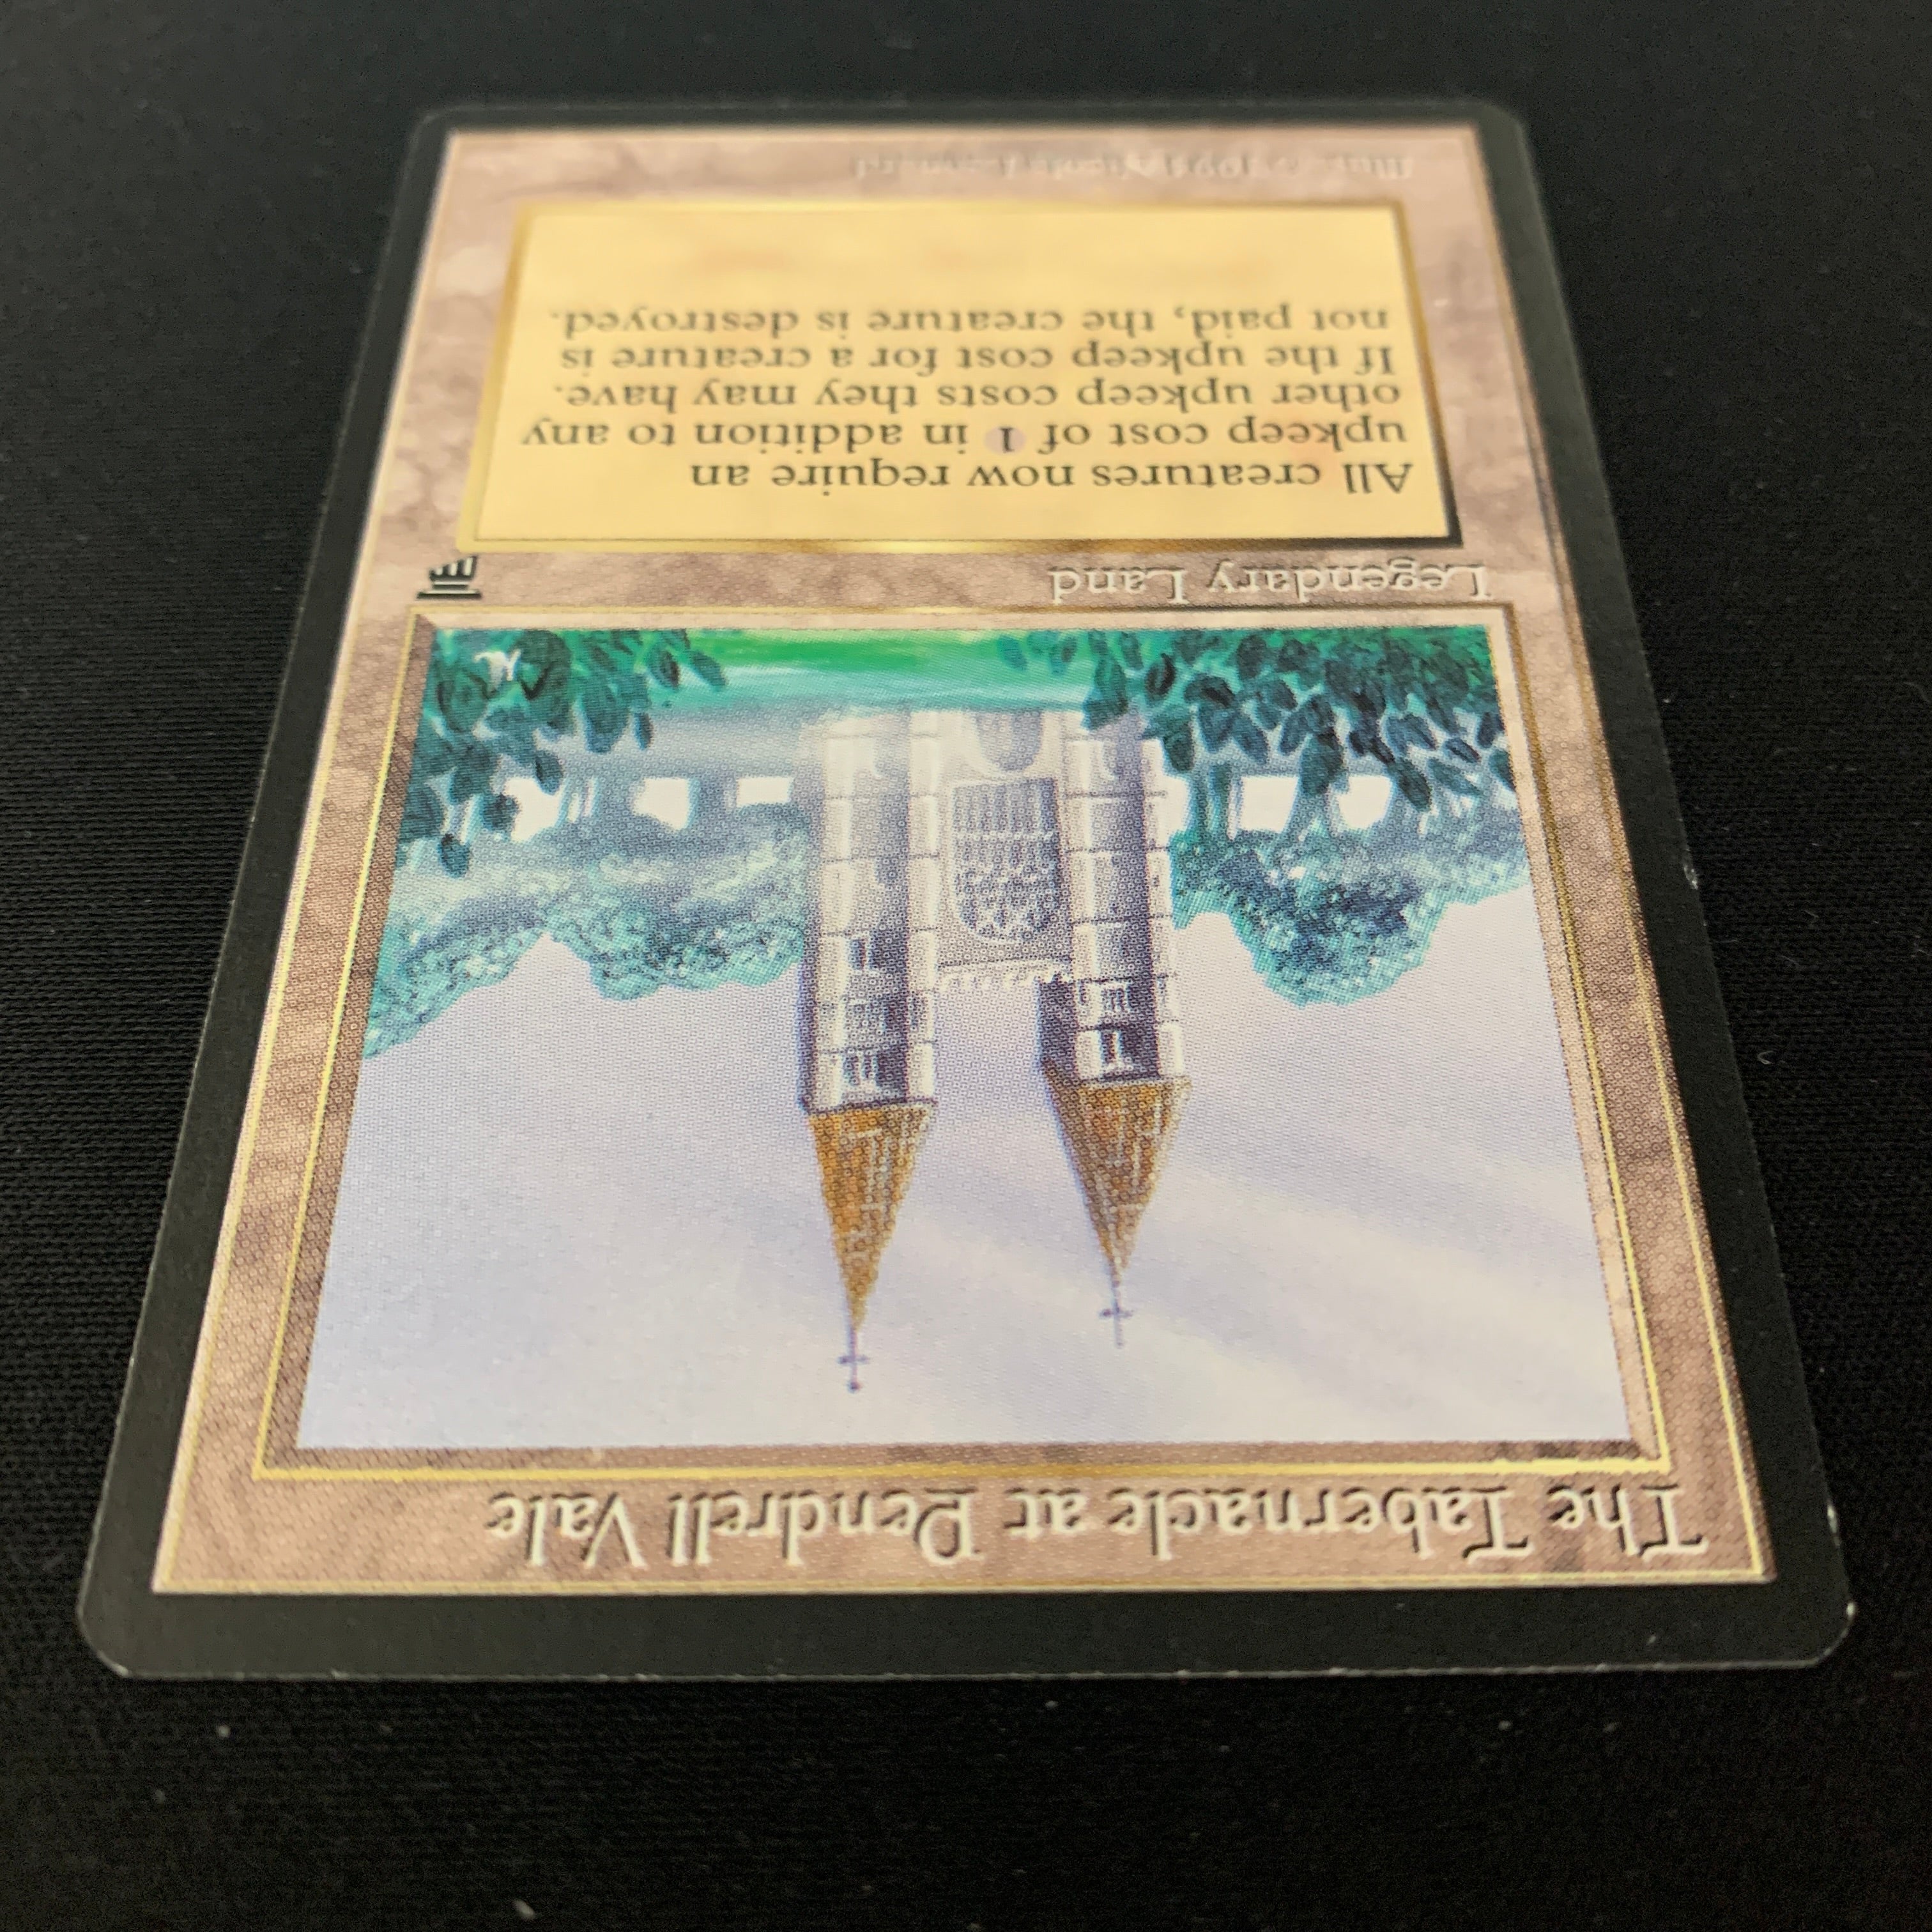 The Tabernacle at Pendrell Vale
Legendary Land
All creatures now require an
upkeep cost of 1 in addition to any
other upkeep costs they may have.
If the upkeep cost for a creature is
not paid, the creature is destroyed.
Illus. © 1994